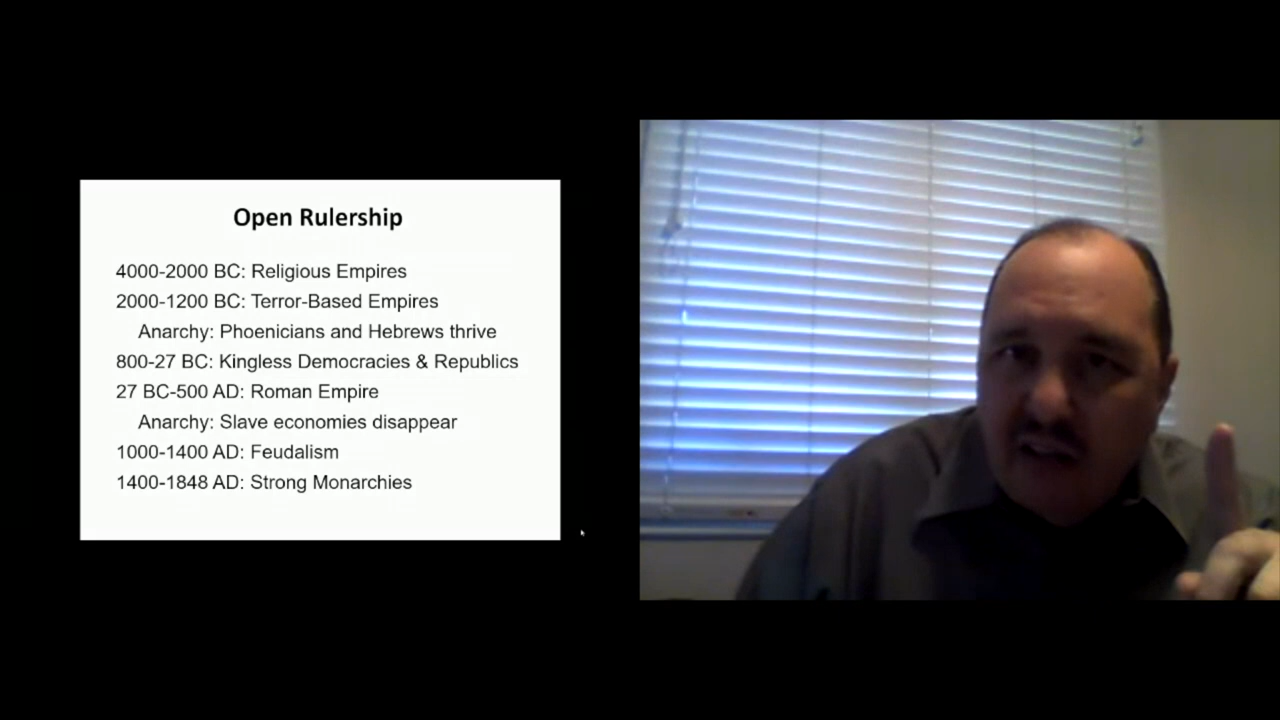 Open Rulership
4000-2000 BC: Religious Empires
2000-1200 BC: Terror-Based Empires
Anarchy: Phoenicians and Hebrews thrive
800-27 BC: Kingless Democracies & Republics
27 BC-500 AD: Roman Empire
Anarchy: Slave economies disappear
1000-1400 AD: Feudalism
1400-1848 AD: Strong Monarchies